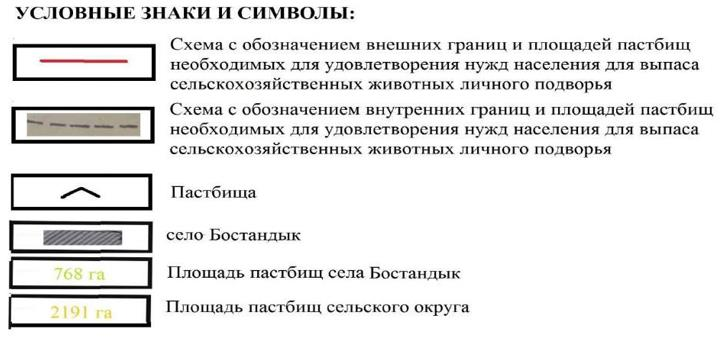 УСЛОВНЫЕ ЗНАКИ И СИМВОЛЫ:
Схема с обозначением внешних границ и площадей пастбищ
необходимых для удовлетворения нужд населения для выпаса
сельскохозяйственных животных личного подворья
Схема с обозначением внутренних границ и площадей пастбищ
необходимых для удовлетворения нужд населения для выпаса
сельскохозяйственных животных личного подворья
Пастбища
село Бостандык
768 га Площадь пастбищ села Бостандык
2191 га Площадь пастбищ сельского округа